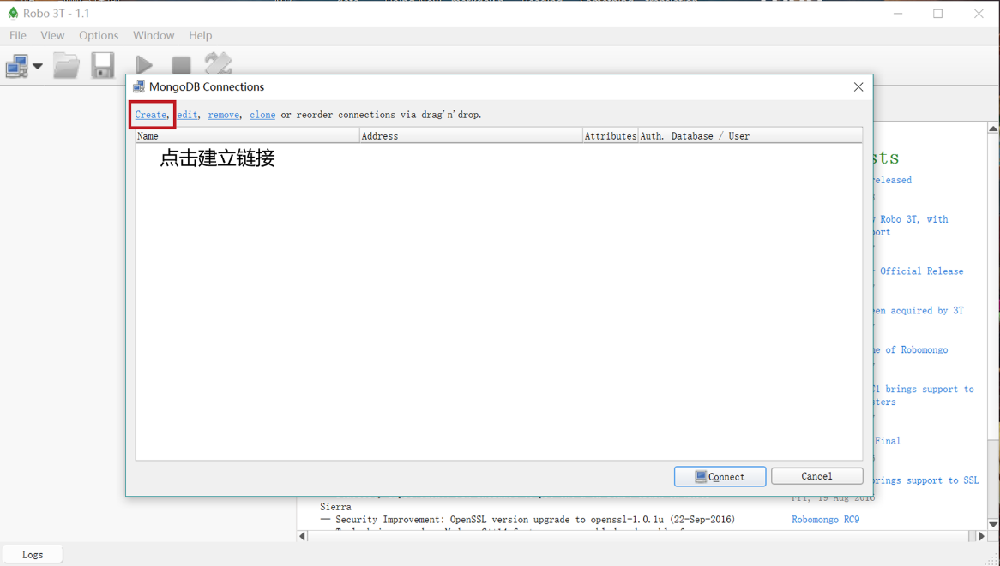 Robo 3T - 1.1
File View Options Window Help
MongoDB Connections
Create, edit, remove, clone or reorder connections via drag'n'drop.
Name Address Attributes Auth. Database / User
点击建立链接
sts
released
Robo 3T, with
port
Official Release
een acquired by 3T
me of Robomongo
brings support to
sters
Final
brings support to SSL
Connect Cancel
Fri, 19 Aug 2016
Sierra
— Security Improvement: OpenSSL version upgrade to openssl-1.0.1u (22-Sep-2016)
Robomongo RC9
Logs